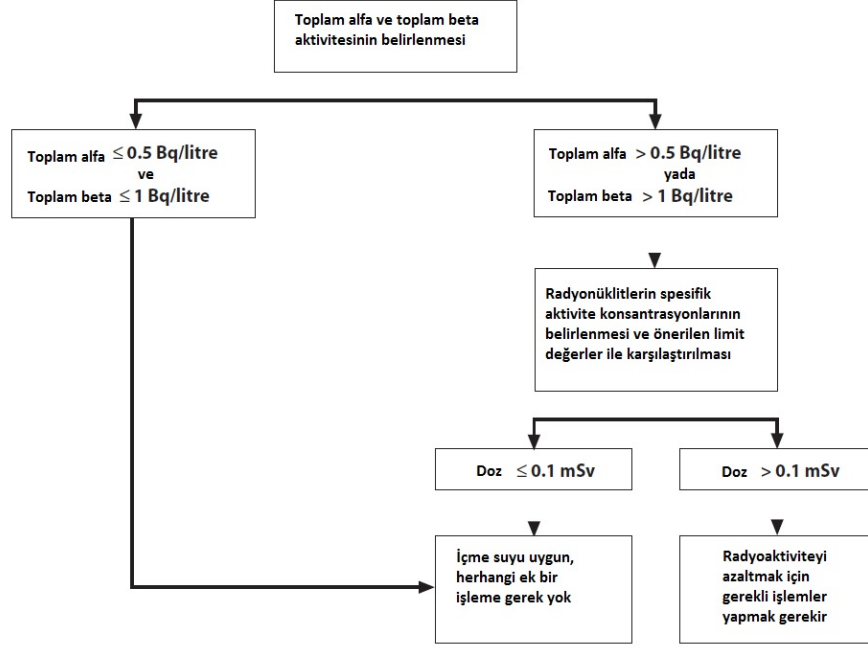 Toplam alfa ve toplam beta
aktivitesinin belirlenmesi
Toplam alfa ≤ 0.5 Bq/litre
ve
Toplam beta ≤ 1 Bq/litre
Toplam alfa > 0.5 Bq/litre
yada
Toplam beta > 1 Bq/litre
Radyonüklitlerin spesifik
aktivite konsantrasyonlarının
belirlenmesi ve önerilen limit
değerler ile karşılaştırılması
Doz ≤ 0.1 mSv
Doz > 0.1 mSv
İçme suyu uygun,
herhangi ek bir
işleme gerek yok
Radyoaktiviteyi
azaltmak için
gerekli işlemler
yapmak gerekir